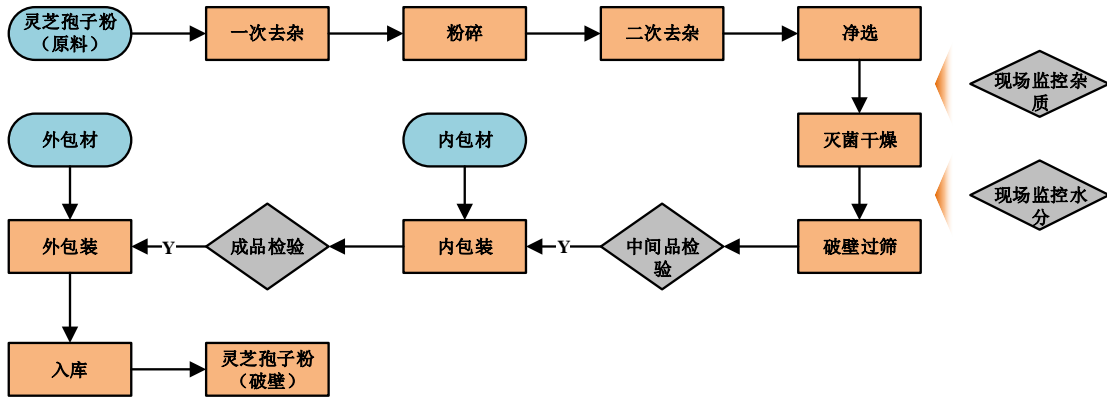 灵芝孢子粉
（原料）
一次去杂
粉碎
二次去杂
净选
现场监控杂
质
外包材
内包材
灭菌干燥
现场监控水
分
外包装
Y
成品检验
内包装
Y
中间品检
验
破壁过筛
入库
灵芝孢子粉
（破壁）